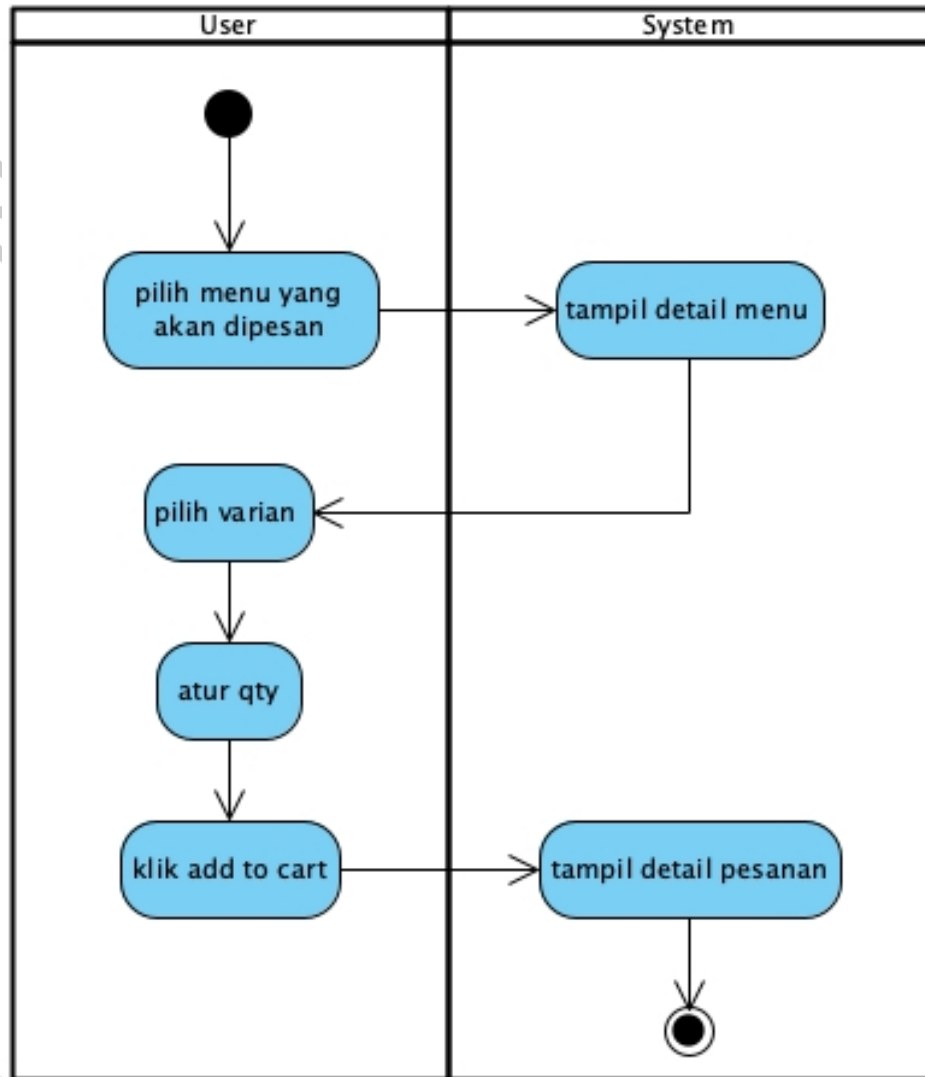 User
System
pilih menu yang
akan dipesan
tampil detail menu
pilih varian
atur qty
klik add to cart
tampil detail pesanan